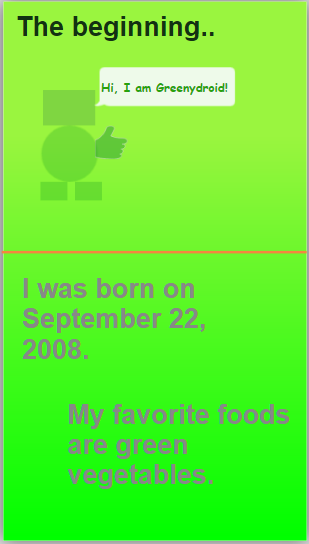 The beginning..
Hi, I am Greenydroid!
I was born on
September 22,
2008.
My favorite foods
are green
vegetables.